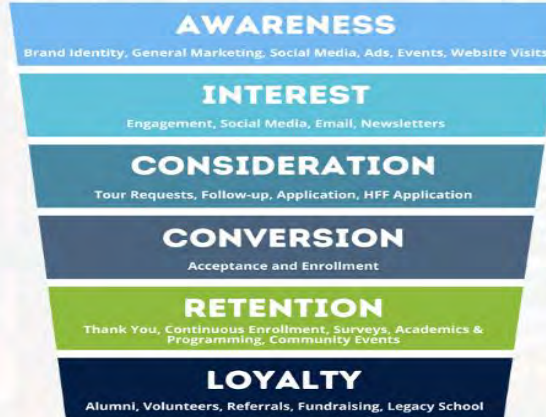 AWARENESS
Brand Identity, General Marketing, Social Media, Ads, Events, Website Visits
INTEREST
Engagement, Social Media, Email, Newsletters
CONSIDERATION
Tour Requests, Follow-up, Application, HFF Application
CONVERSION
Acceptance and Enrollment
RETENTION
Thank You, Continuous Enrollment, Surveys, Academics &
Programming, Community Events
LOYALTY
Alumni, Volunteers, Referrals, Fundraising, Legacy School